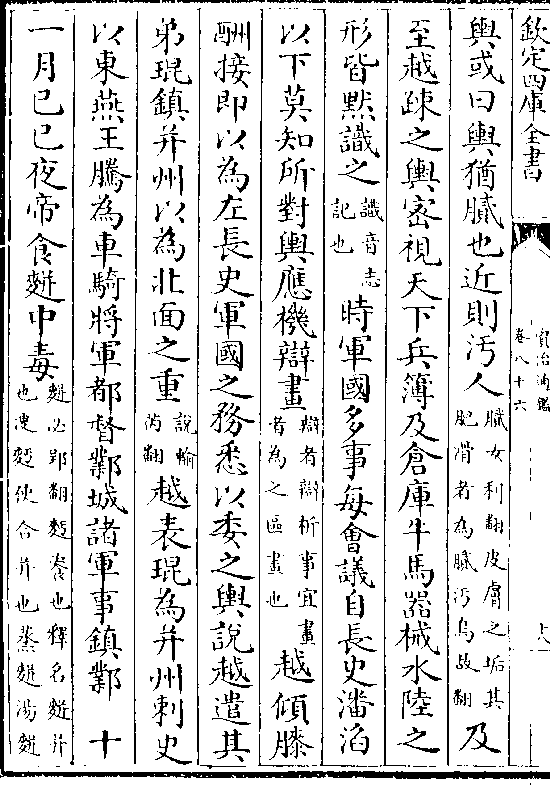 欽定四庫全書
資治通鑑
卷八十六
輿或曰輿猶膩也近則汚人膩女利翻皮膚之垢其肥滑者為膩汚烏故翻及
至越疎之輿密視天下兵簿及倉庫牛馬器械水陸之
形皆黙識之識音志記也時軍國多事每㑹議自長史潘滔
以下莫知所對輿應機辯畫辯者辯析事宜畫者為之區畫也越傾膝
酬接即以為左長史軍國之務悉以委之輿說越遣其
弟琨鎮并州以為北面之重說輸芮翻越表琨為并州刺史
以東燕王騰為車騎將軍都督鄴城諸軍事鎮鄴　十
一月己巳夜帝食䴵中毒䴵必郢翻麪餈也釋名䴵并也溲麪使合并也蒸䴵湯䴵